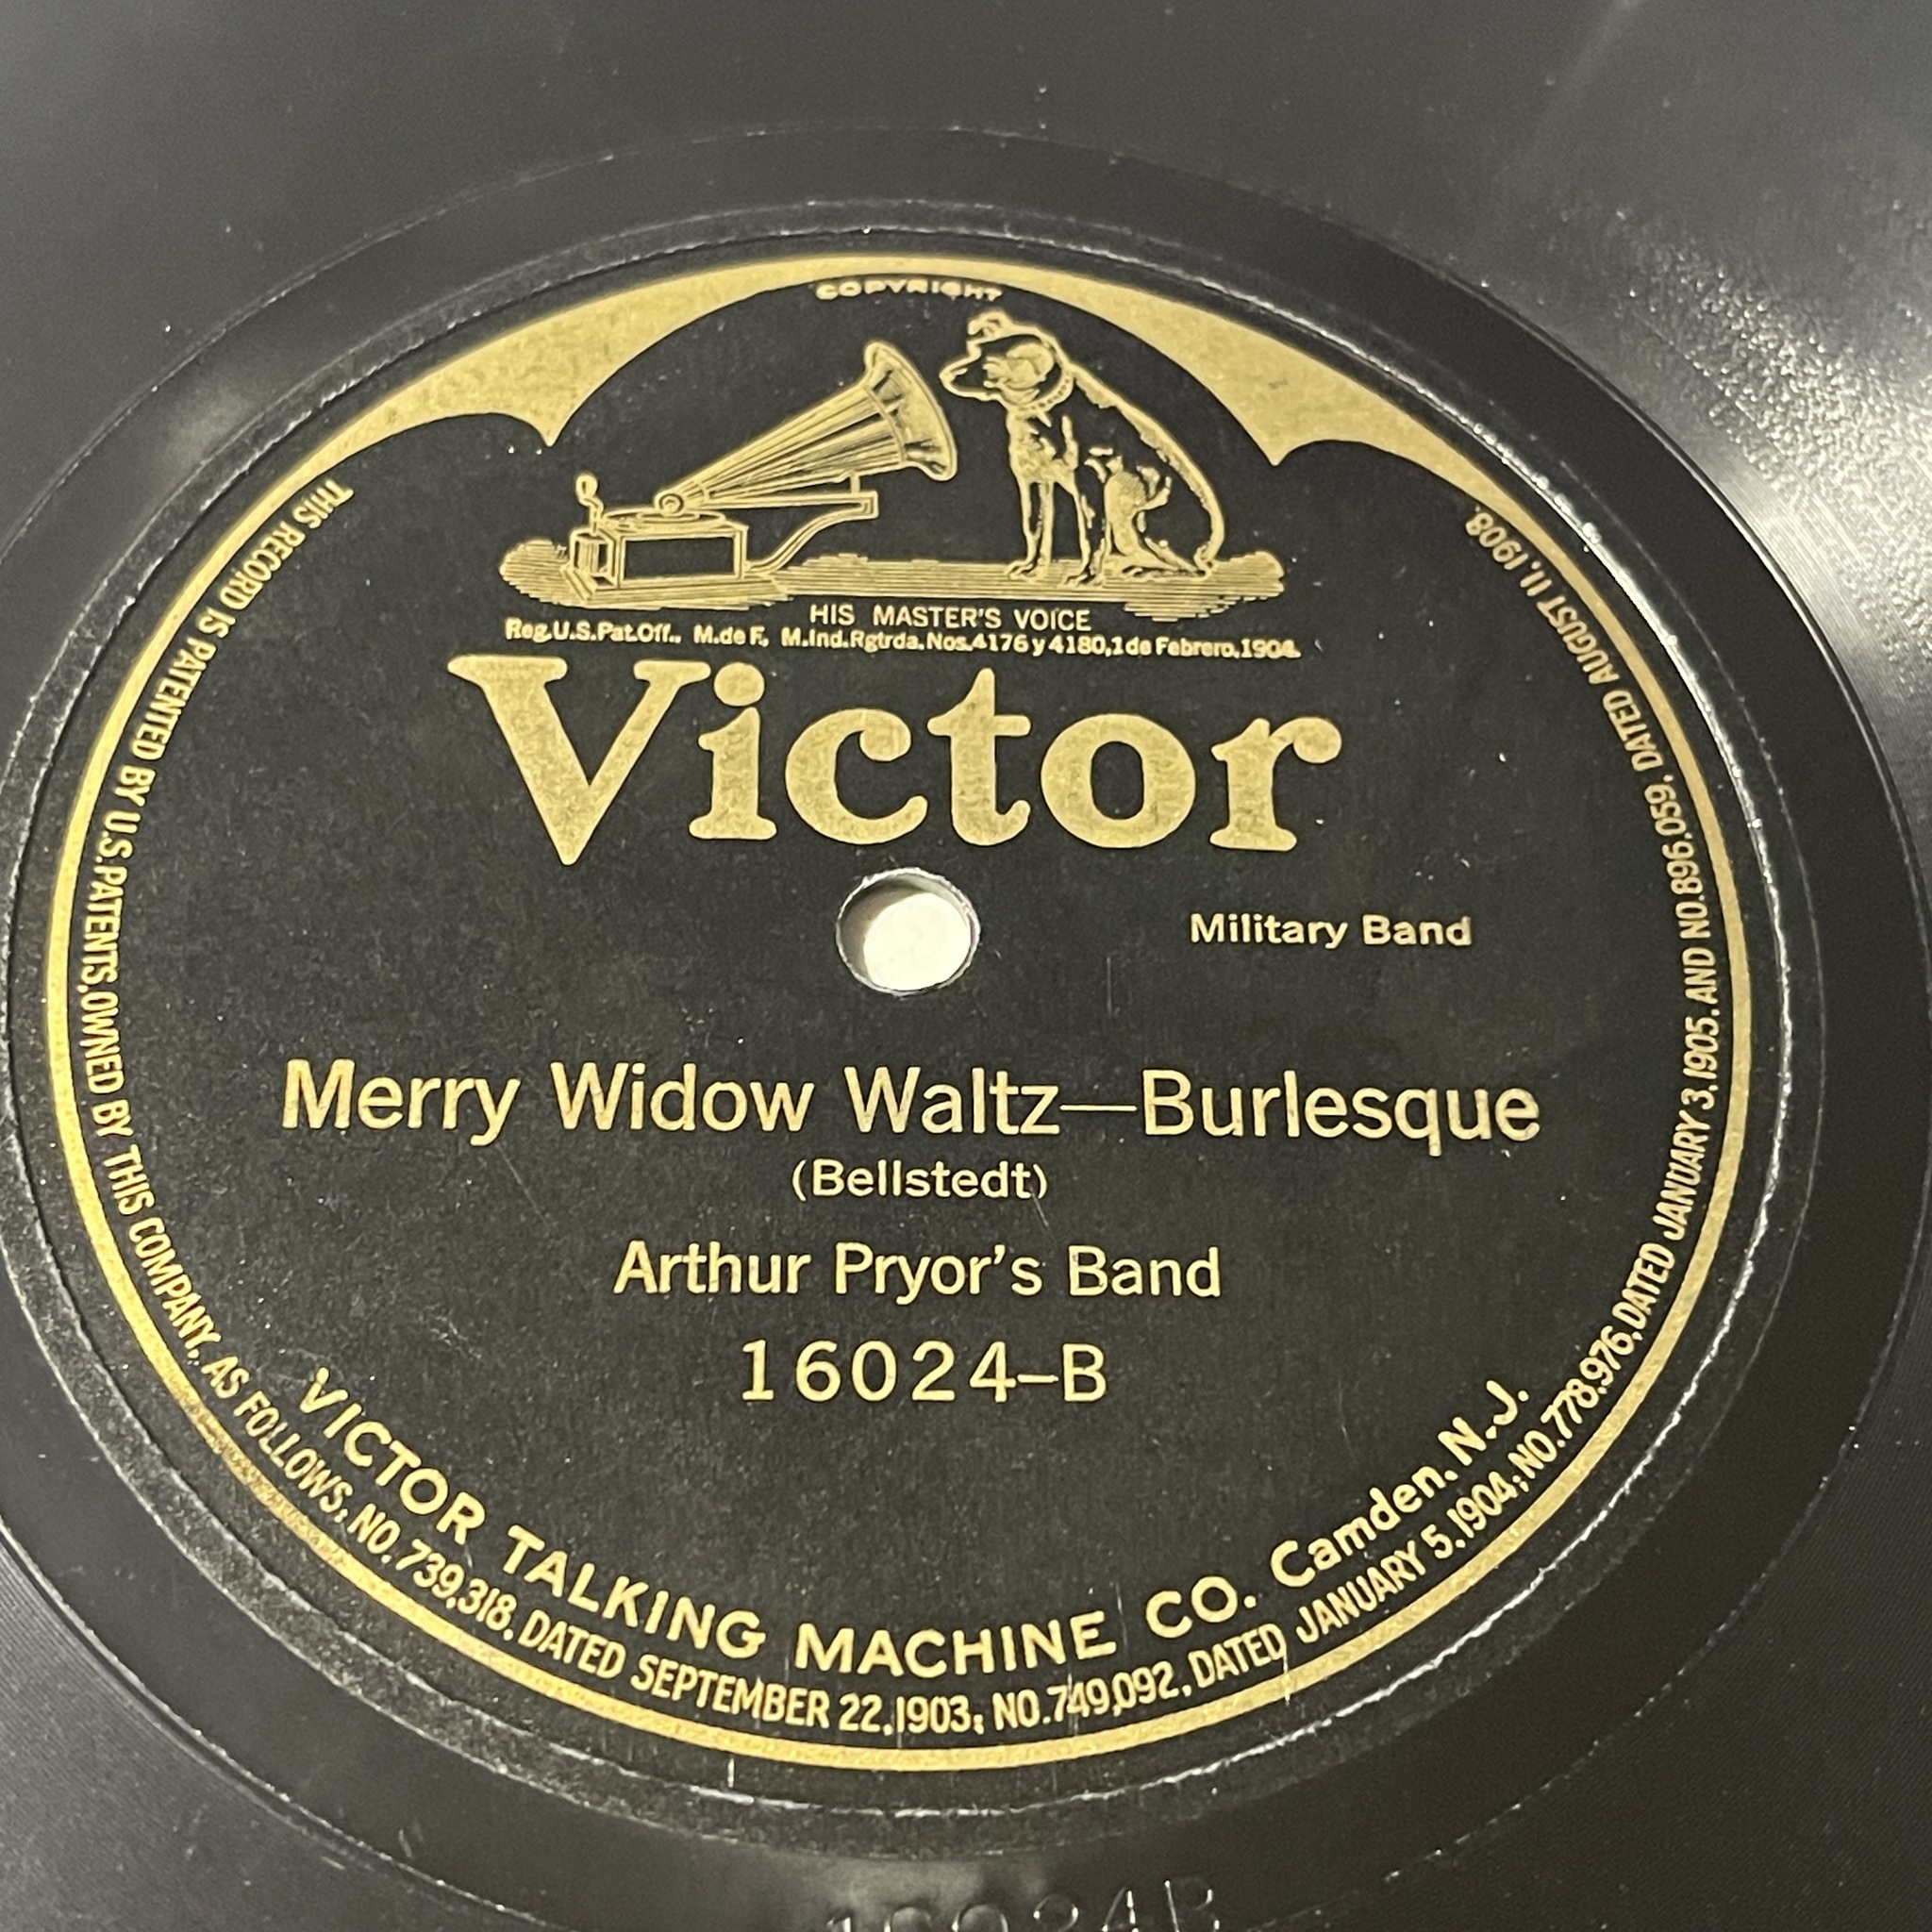 COPYRIGHT
HIS MASTER'S VOICE
Reg.U.S.Pat.Off.. M.de F., M.Ind.Rgtrda.Nos.4176 y 4180,1 de Febrero,1904.
Victor
Military Band
Merry Widow Waltz—Burlesque
(Bellstedt)
Arthur Pryor's Band
16024–B
VICTOR TALKING MACHINE CO. Camden. N.J.
THIS RECORD IS PATENTED BY U.S.PATENTS,OWNED BY THIS COMPANY, AS FOLLOWS; NO.739,318, DATED SEPTEMBER 22,1903; NO.749,092, DATED JANUARY 5,1904; NO.778,976,DATED JANUARY 3,1905. AND NO.896,059, DATED AUGUST 11,1908.
16024B